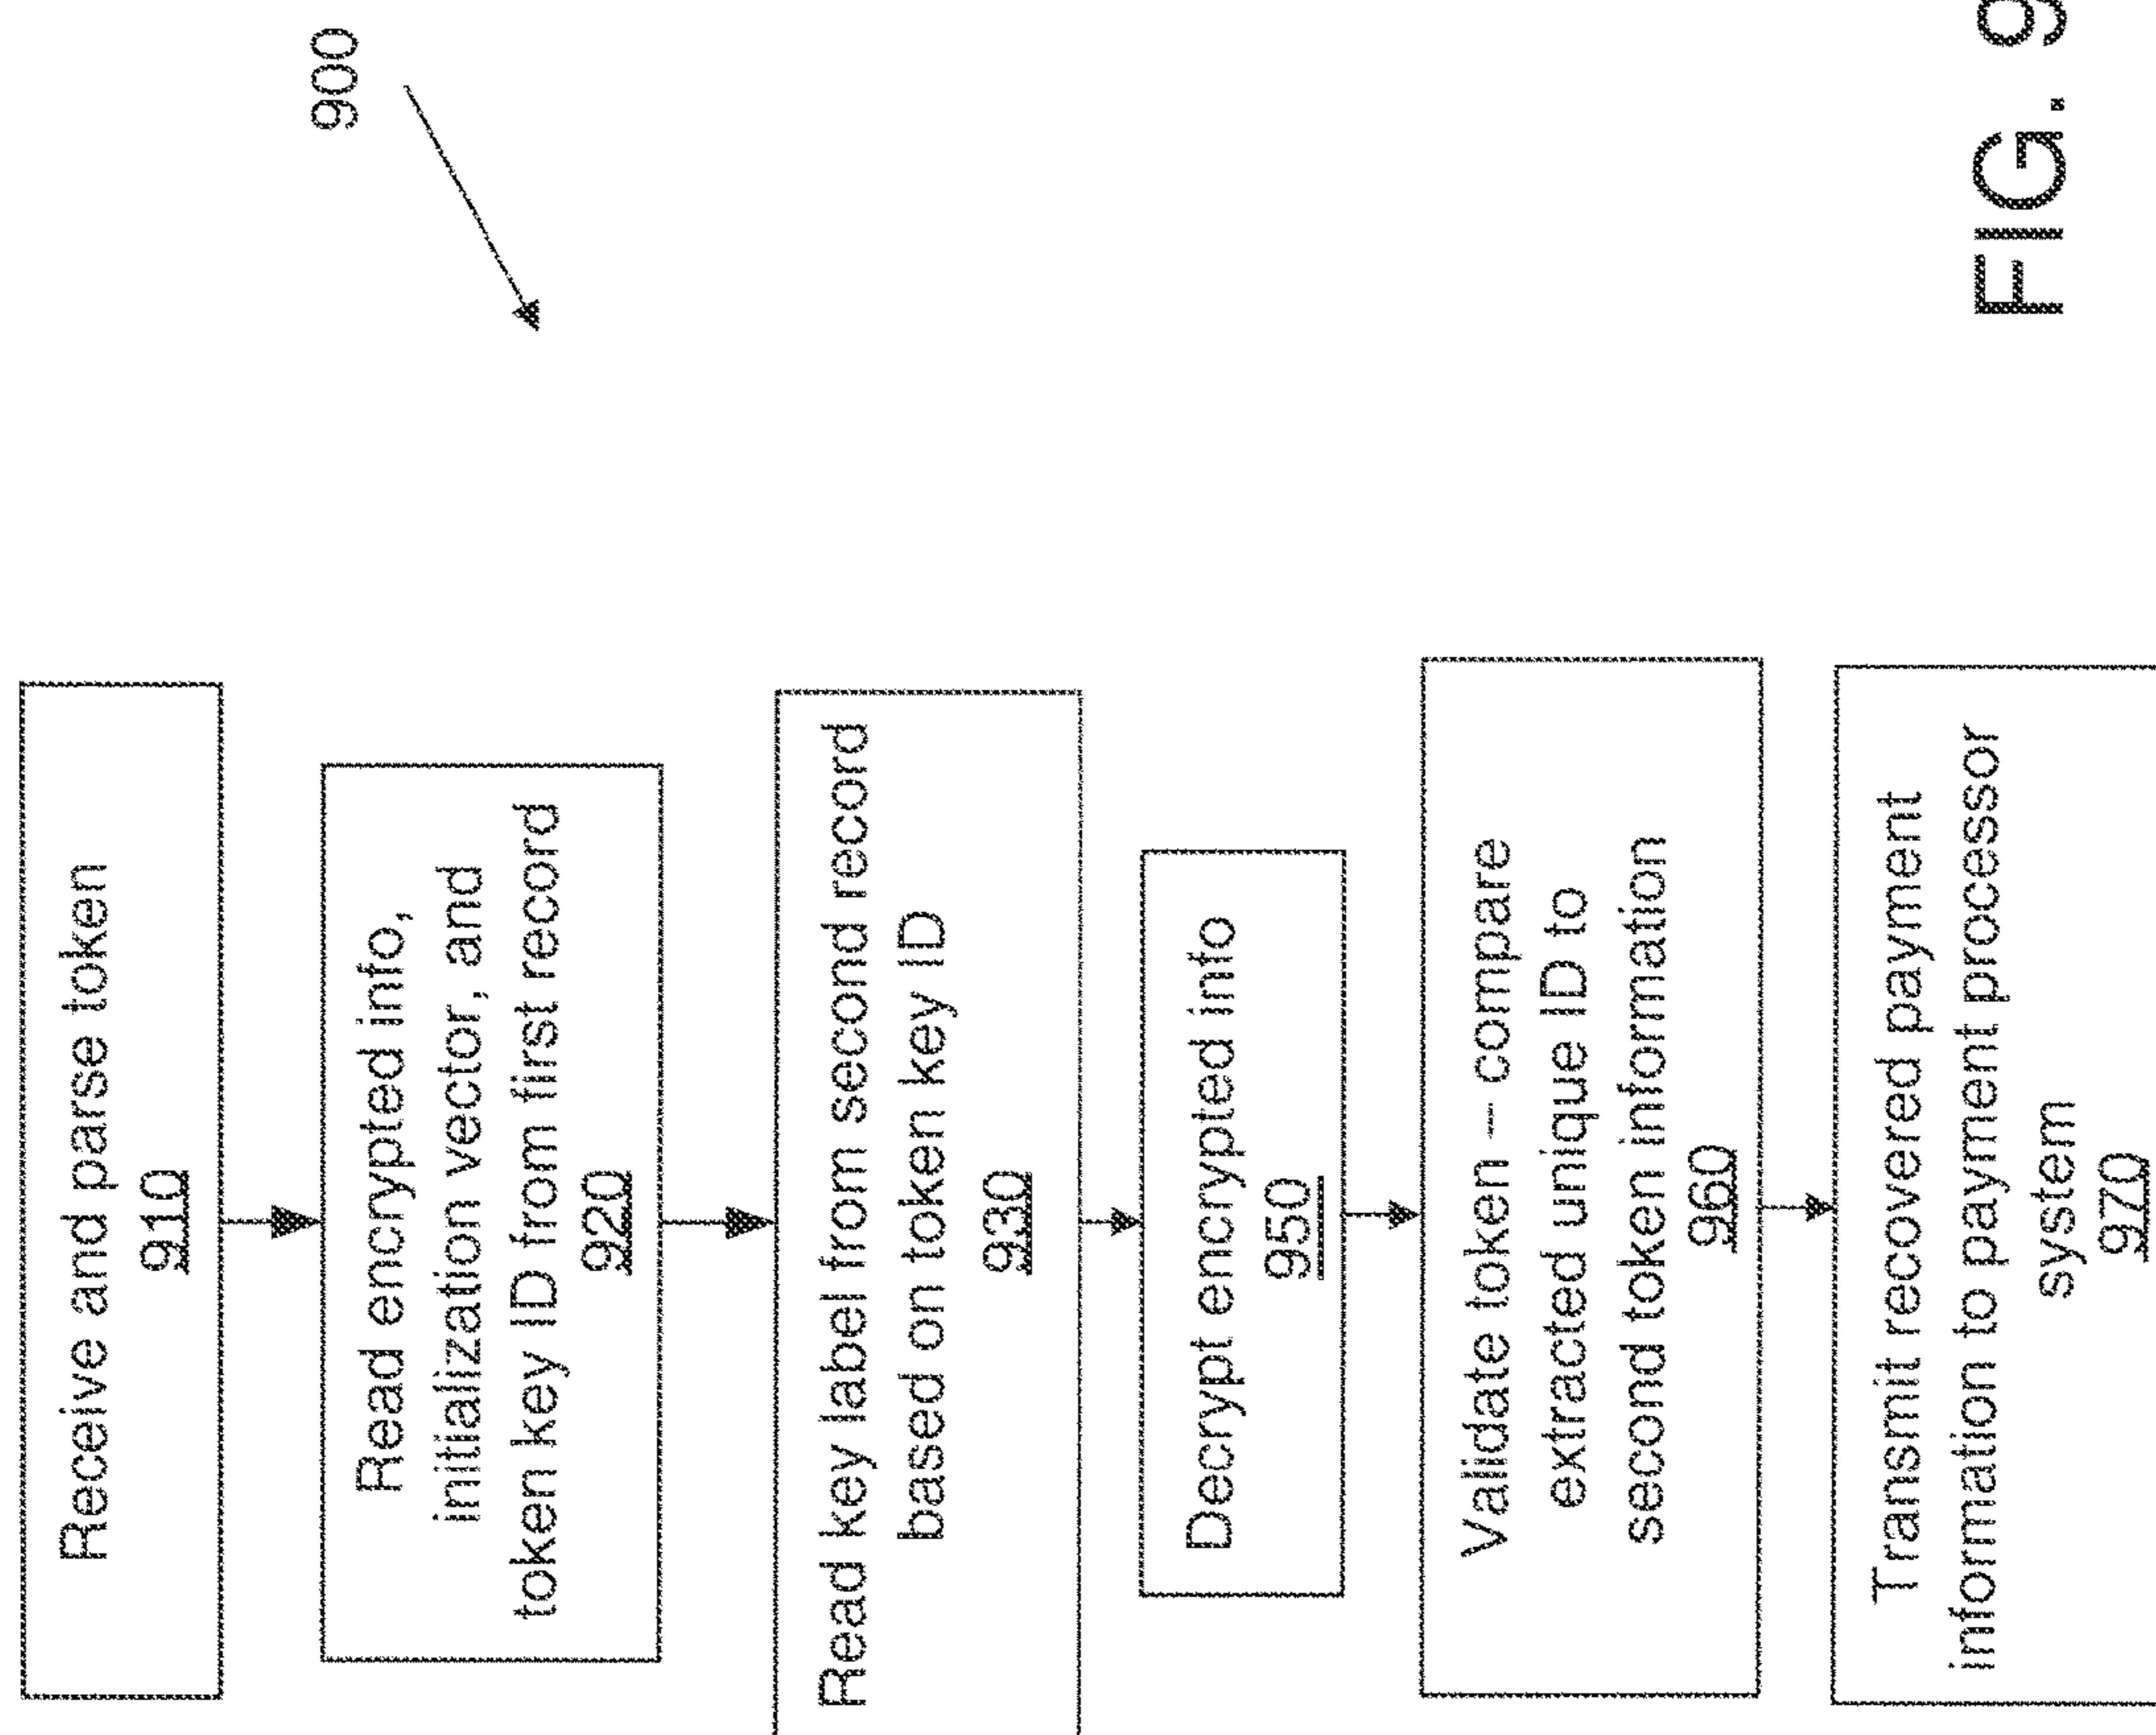 900
Receive and parse token
910
Read encrypted info,
initialization vector, and
token key ID from first record
920
Read key label from second record
based on token key ID
930
Decrypt encrypted info
950
Validate token – compare
extracted unique ID to
second token information
960
Transmit recovered payment
information to payment processor
system
970
FIG. 9